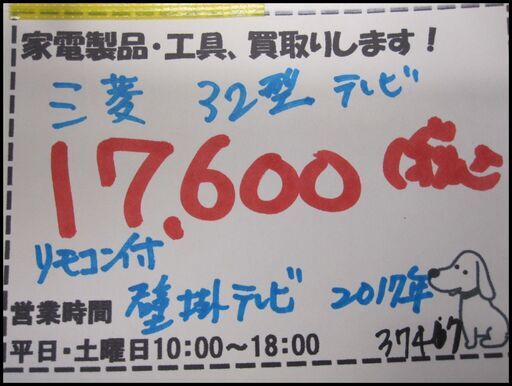 家電製品・工具、買取りします!
三菱 32型 テレビ
17,600 税込
リモコン付
営業時間 壁掛テレビ 2017年
平日・土曜日10:00～18:00